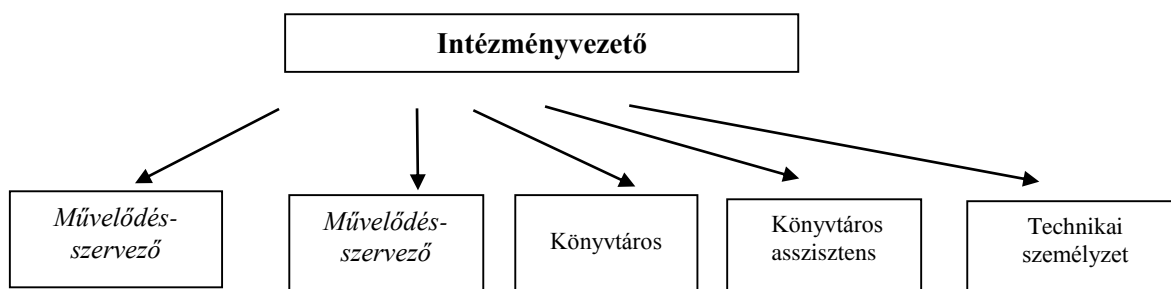 Intézményvezető
Művelődés-
szervező
Művelődés-
szervező
Könyvtáros
Könyvtáros
asszisztens
Technikai
személyzet